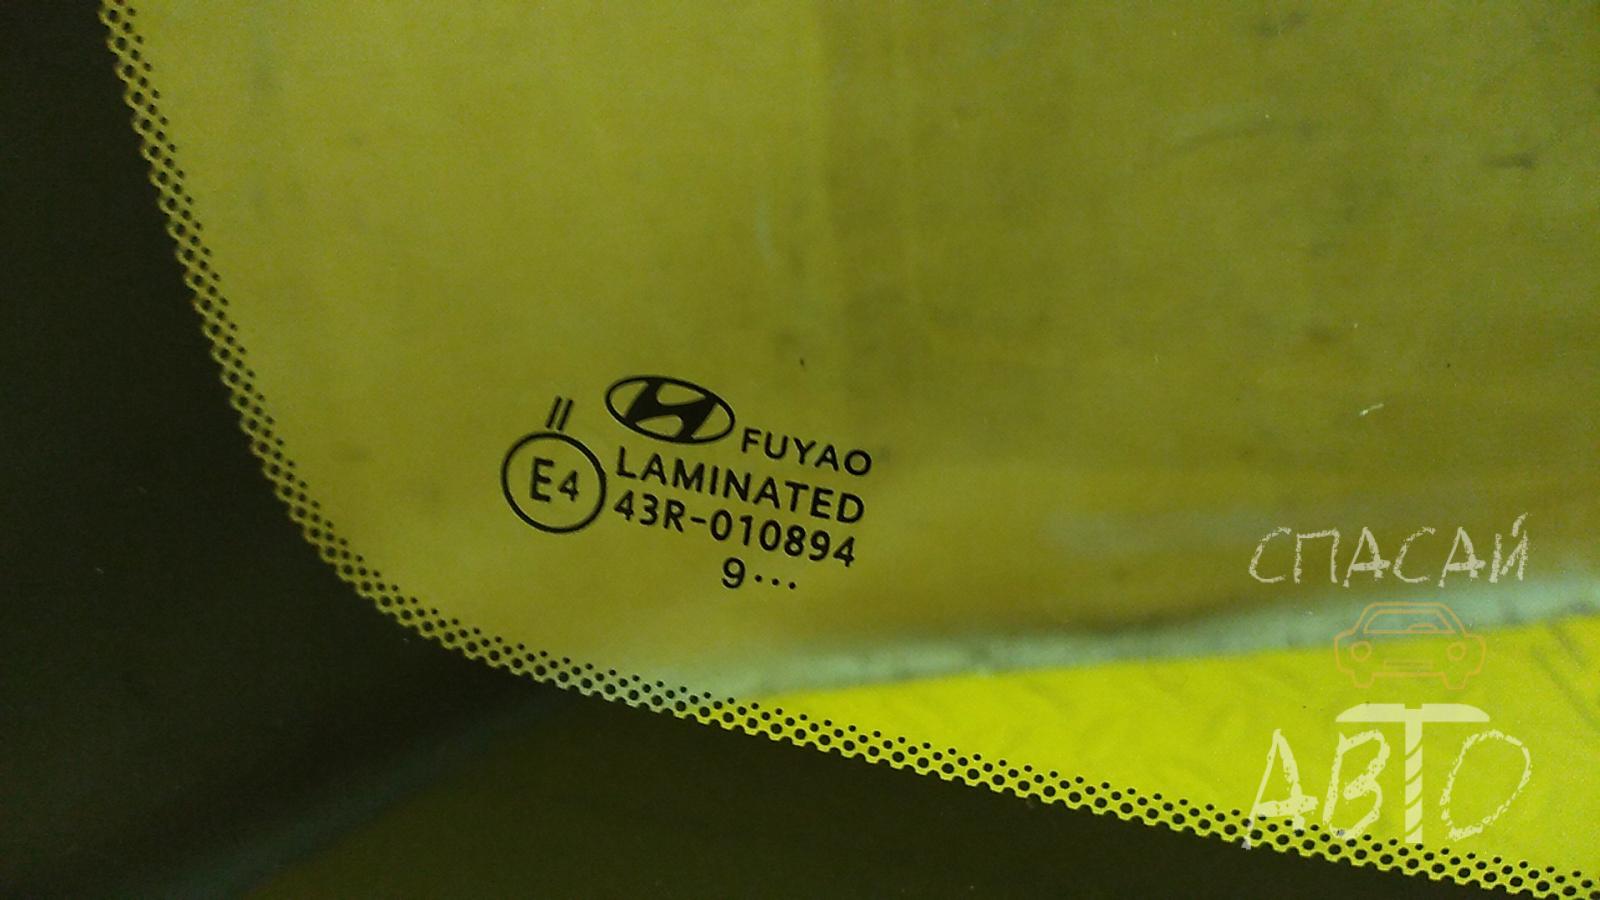 II
FUYAO
E4
LAMINATED
43R-010894
9...
СПАСАЙ
АВТО